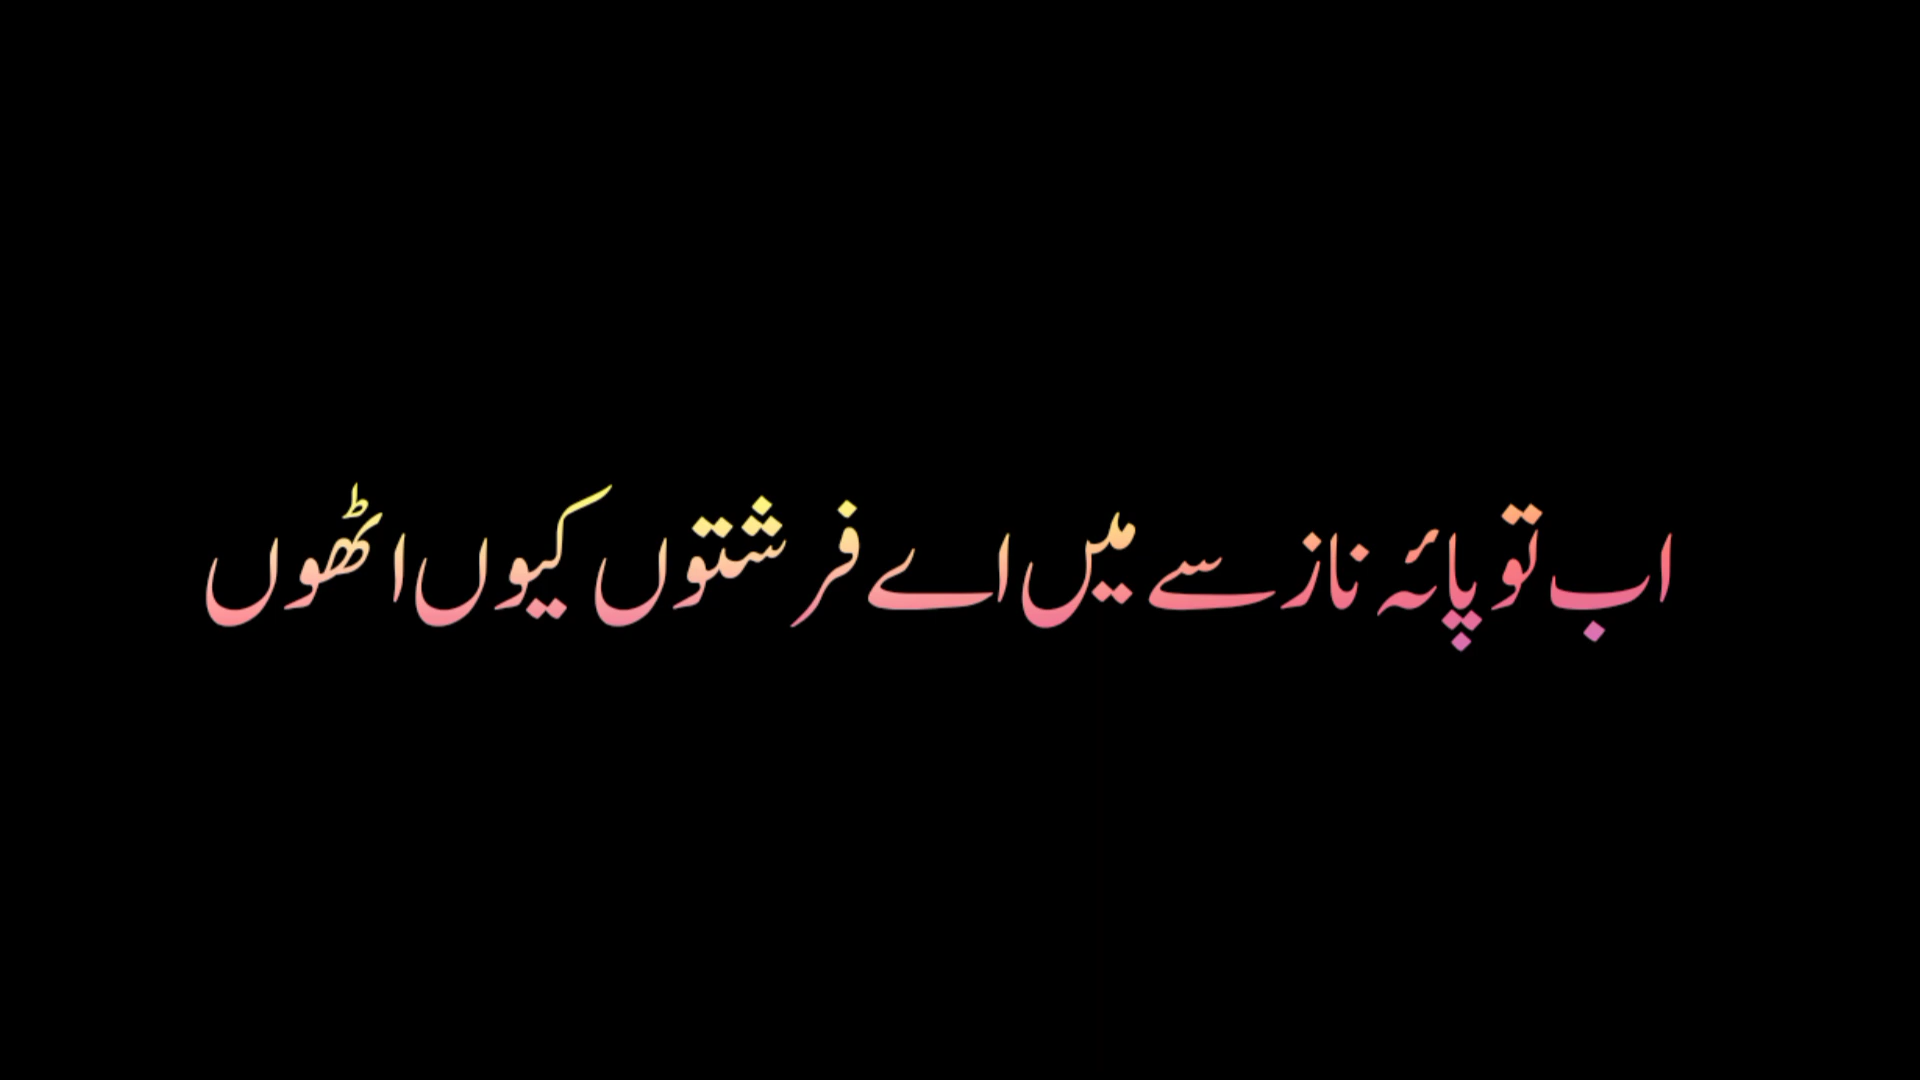 اب تو پائہ ناز سے میں اے فرشتوں کیوں اٹھوں